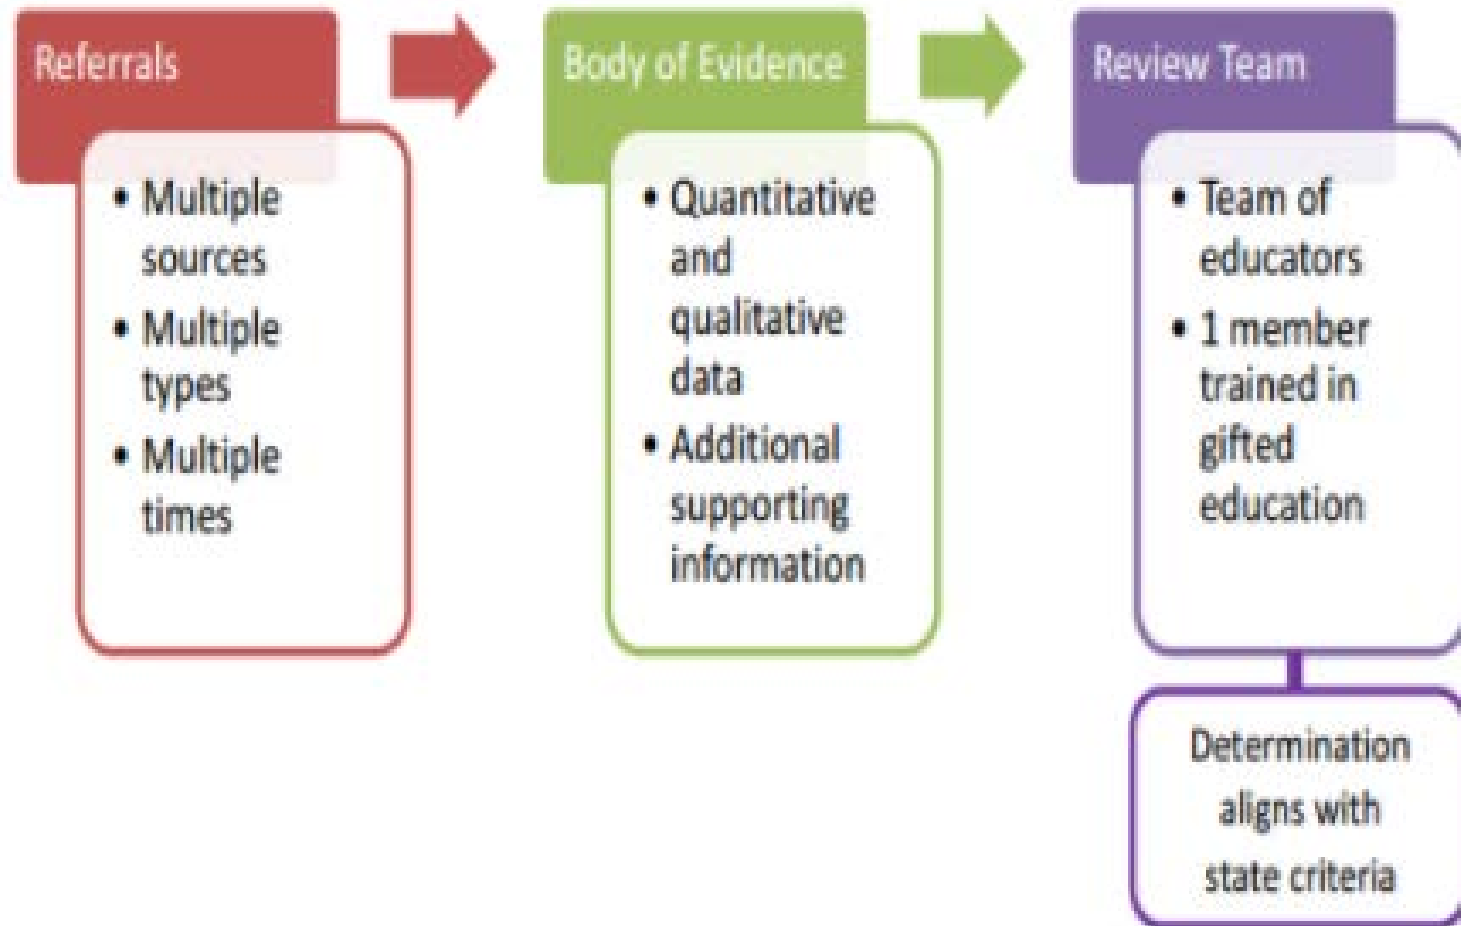 Referrals
• Multiple
sources
• Multiple
types
• Multiple
times
Body of Evidence
• Quantitative
and
qualitative
data
• Additional
supporting
information
Review Team
• Team of
educators
• 1 member
trained in
gifted
education
Determination
aligns with
state criteria